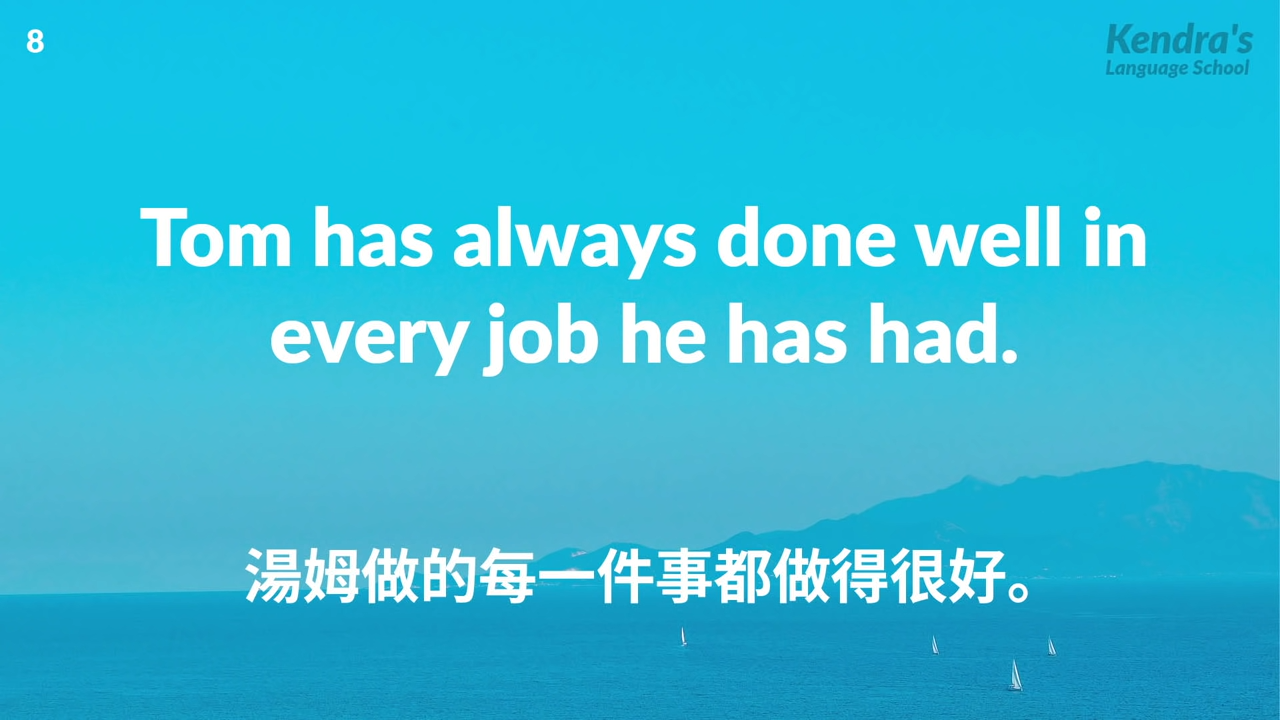 8
Kendra's
Language School
Tom has always done well in
every job he has had.
湯姆做的每一件事都做得很好。